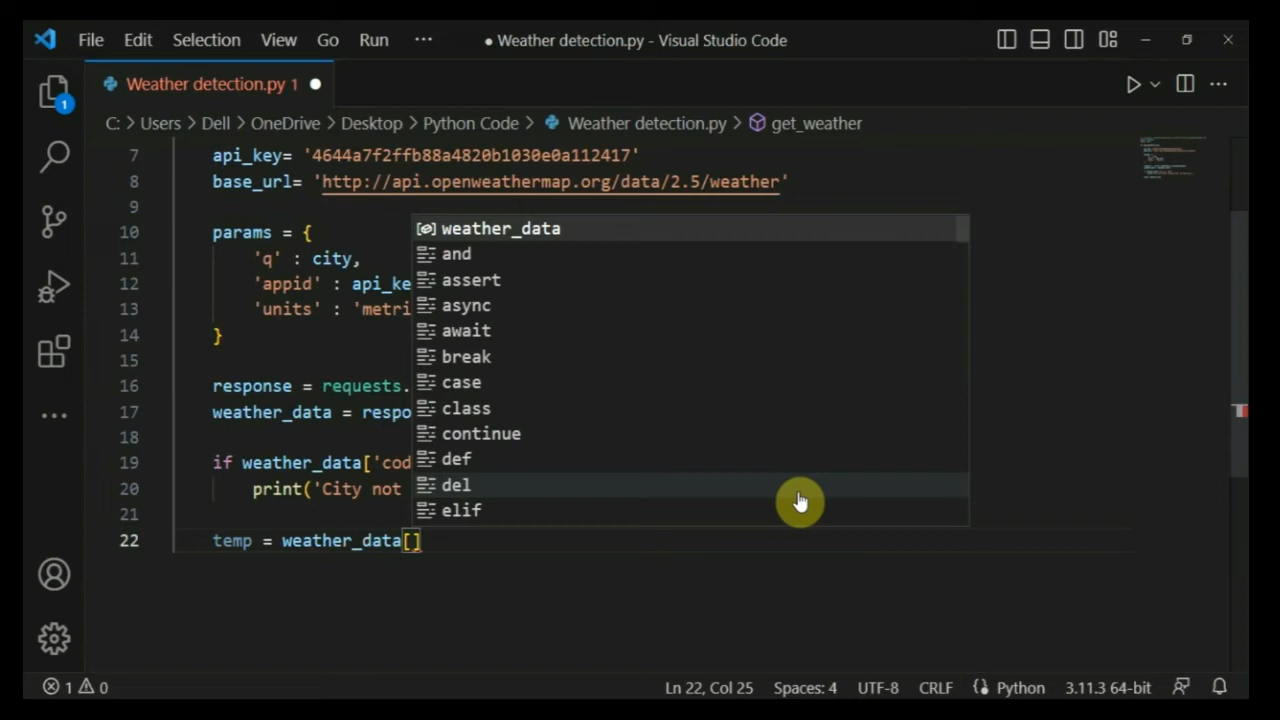 File Edit Selection View Go Run ··· ● Weather detection.py - Visual Studio Code
Weather detection.py 1
C: > Users > Dell > OneDrive > Desktop > Python Code > Weather detection.py > get_weather
1
7 api_key= '4644a7f2ffb88a4820b1030e0a112417'
8 base_url= 'http://api.openweathermap.org/data/2.5/weather'
9
10 params = {
11 'q' : city,
12 'appid' : api_ke
13 'units' : 'metri
14 }
15
16 response = requests.
17 weather_data = respo
18
19 if weather_data['cod
20 print('City not
21
22 temp = weather_data[]
weather_data
and
assert
async
await
break
case
class
continue
def
del
elif
1 0 Ln 22, Col 25 Spaces: 4 UTF-8 CRLF Python 3.11.3 64-bit